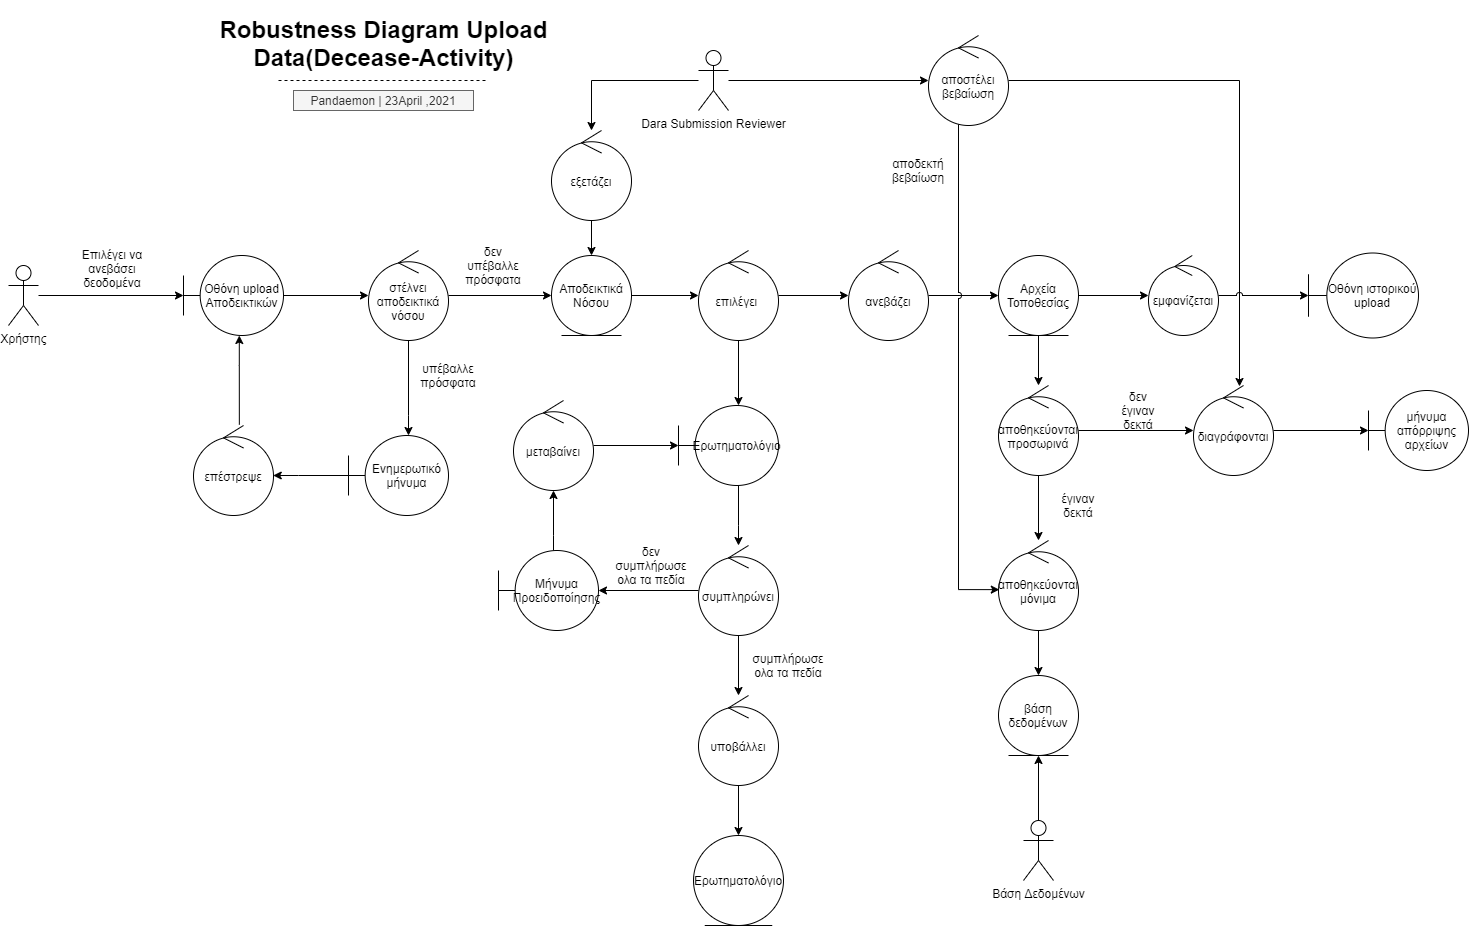 Robustness Diagram Upload
Data(Decease-Activity)
Pandaemon | 23April ,2021
Dara Submission Reviewer
αποστέλει
βεβαίωση
εξετάζει
αποδεκτή
βεβαίωση
Χρήστης
Επιλέγει να
ανεβάσει
δεοδομένα
Οθόνη upload
Αποδεικτικών
στέλνει
αποδεικτικά
νόσου
δεν
υπέβαλλε
πρόσφατα
Αποδεικτικά
Νόσου
επιλέγει
ανεβάζει
Αρχεία
Τοποθεσίας
εμφανίζεται
Οθόνη ιστορικού
upload
υπέβαλλε
πρόσφατα
επέστρεψε
Ενημερωτικό
μήνυμα
μεταβαίνει
Ερωτηματολόγιο
αποθηκεύονται
προσωρινά
δεν
έγιναν
δεκτά
διαγράφονται
μήνυμα
απόρριψης
αρχείων
έγιναν
δεκτά
Μήνυμα
Προειδοποίησης
δεν
συμπλήρωσε
ολα τα πεδία
συμπληρώνει
αποθηκεύονται
μόνιμα
συμπλήρωσε
ολα τα πεδία
υποβάλλει
βάση
δεδομένων
Ερωτηματολόγιο
Βάση Δεδομένων